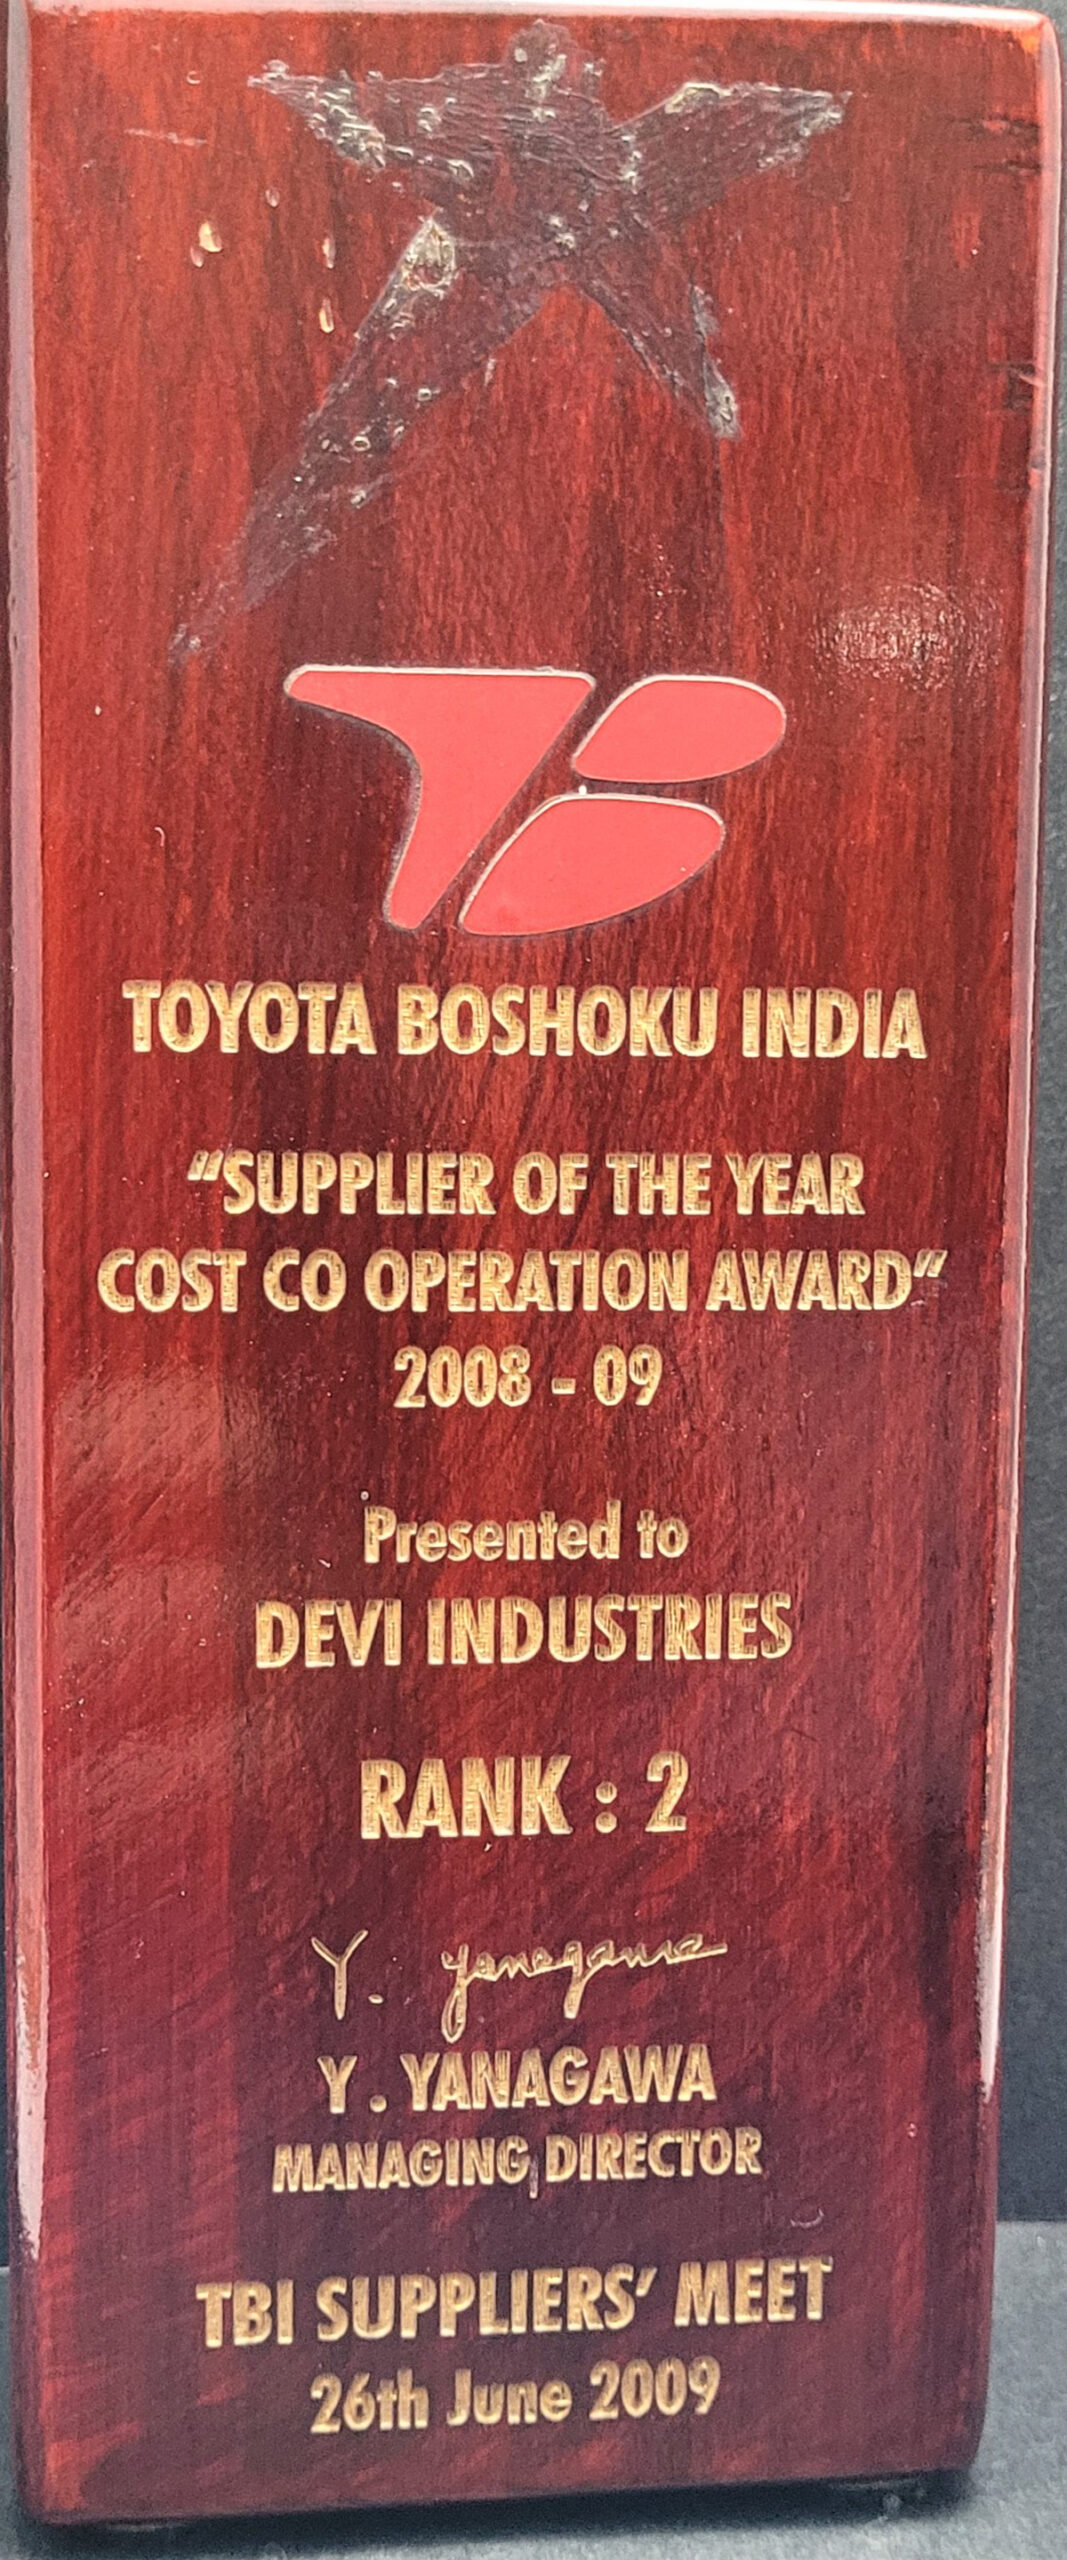 TB
TOYOTA BOSHOKU INDIA
“SUPPLIER OF THE YEAR
COST CO OPERATION AWARD”
2008 - 09
Presented to
DEVI INDUSTRIES
RANK : 2
Y. Yanagawa
Y . YANAGAWA
MANAGING DIRECTOR
TBI SUPPLIERS’ MEET
26th June 2009